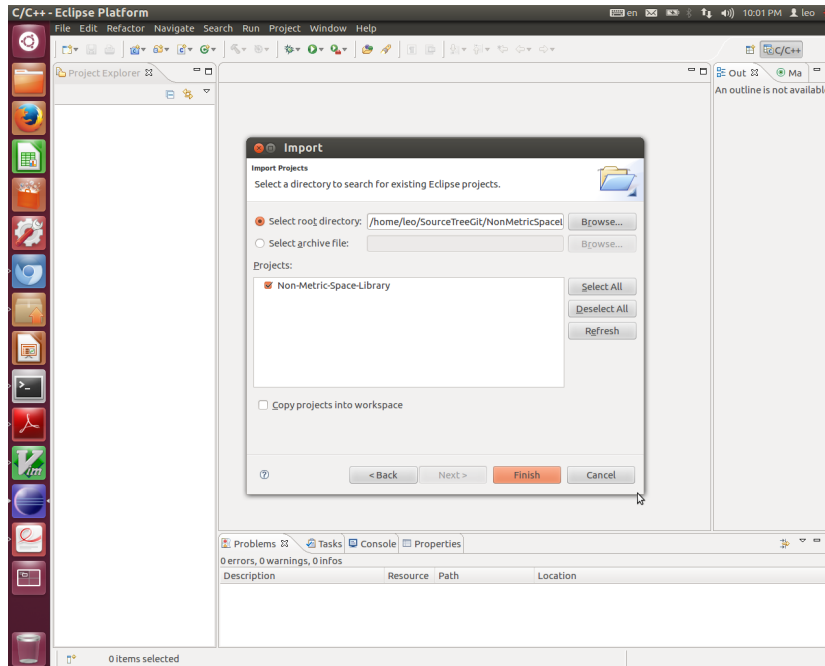 C/C++ - Eclipse Platform
en
10:01 PM
leo
File Edit Refactor Navigate Search Run Project Window Help
C/C++
Project Explorer
Out
Ma
An outline is not availabl
Import
Import Projects
Select a directory to search for existing Eclipse projects.
Select root directory: /home/leo/SourceTreeGit/NonMetricSpaceL Browse...
Select archive file: Browse...
Projects:
Non-Metric-Space-Library
Select All
Deselect All
Refresh
Copy projects into workspace
< Back Next > Finish Cancel
Problems Tasks Console Properties
0 errors, 0 warnings, 0 infos
Description Resource Path Location
0 items selected